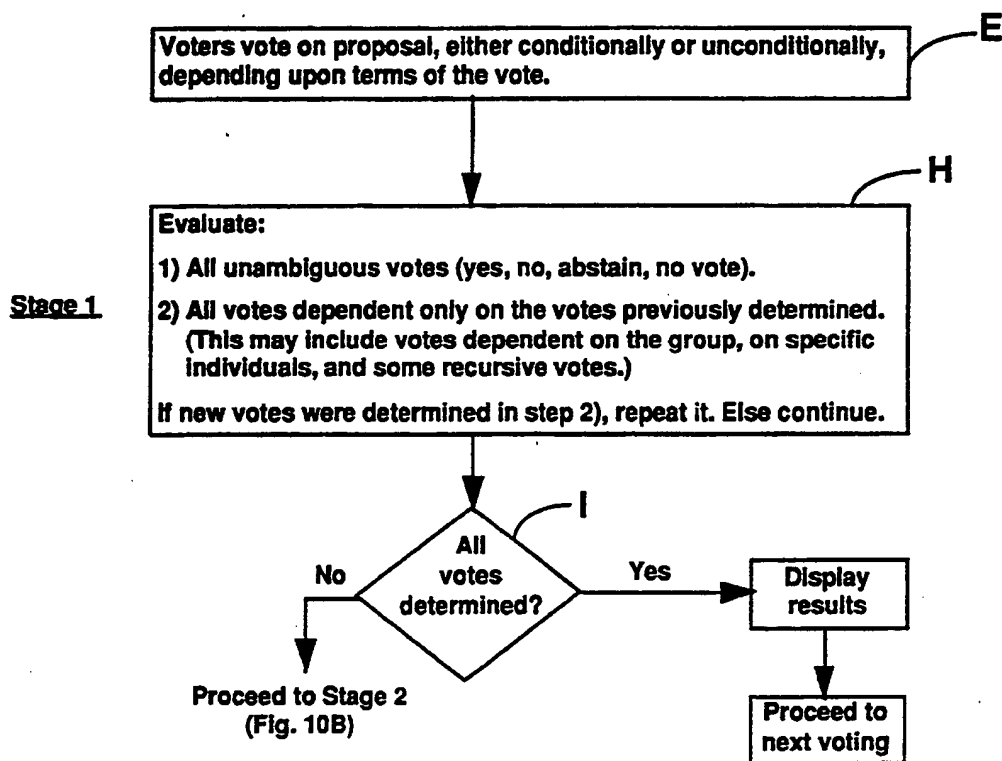 E
Voters vote on proposal, either conditionally or unconditionally,
depending upon terms of the vote.
H
Evaluate:
1) All unambiguous votes (yes, no, abstain, no vote).
Stage 1
2) All votes dependent only on the votes previously determined.
(This may include votes dependent on the group, on specific
individuals, and some recursive votes.)
If new votes were determined in step 2), repeat it. Else continue.
I
All
votes
determined?
No
Yes
Display
results
Proceed to Stage 2
(Fig. 10B)
Proceed to
next voting